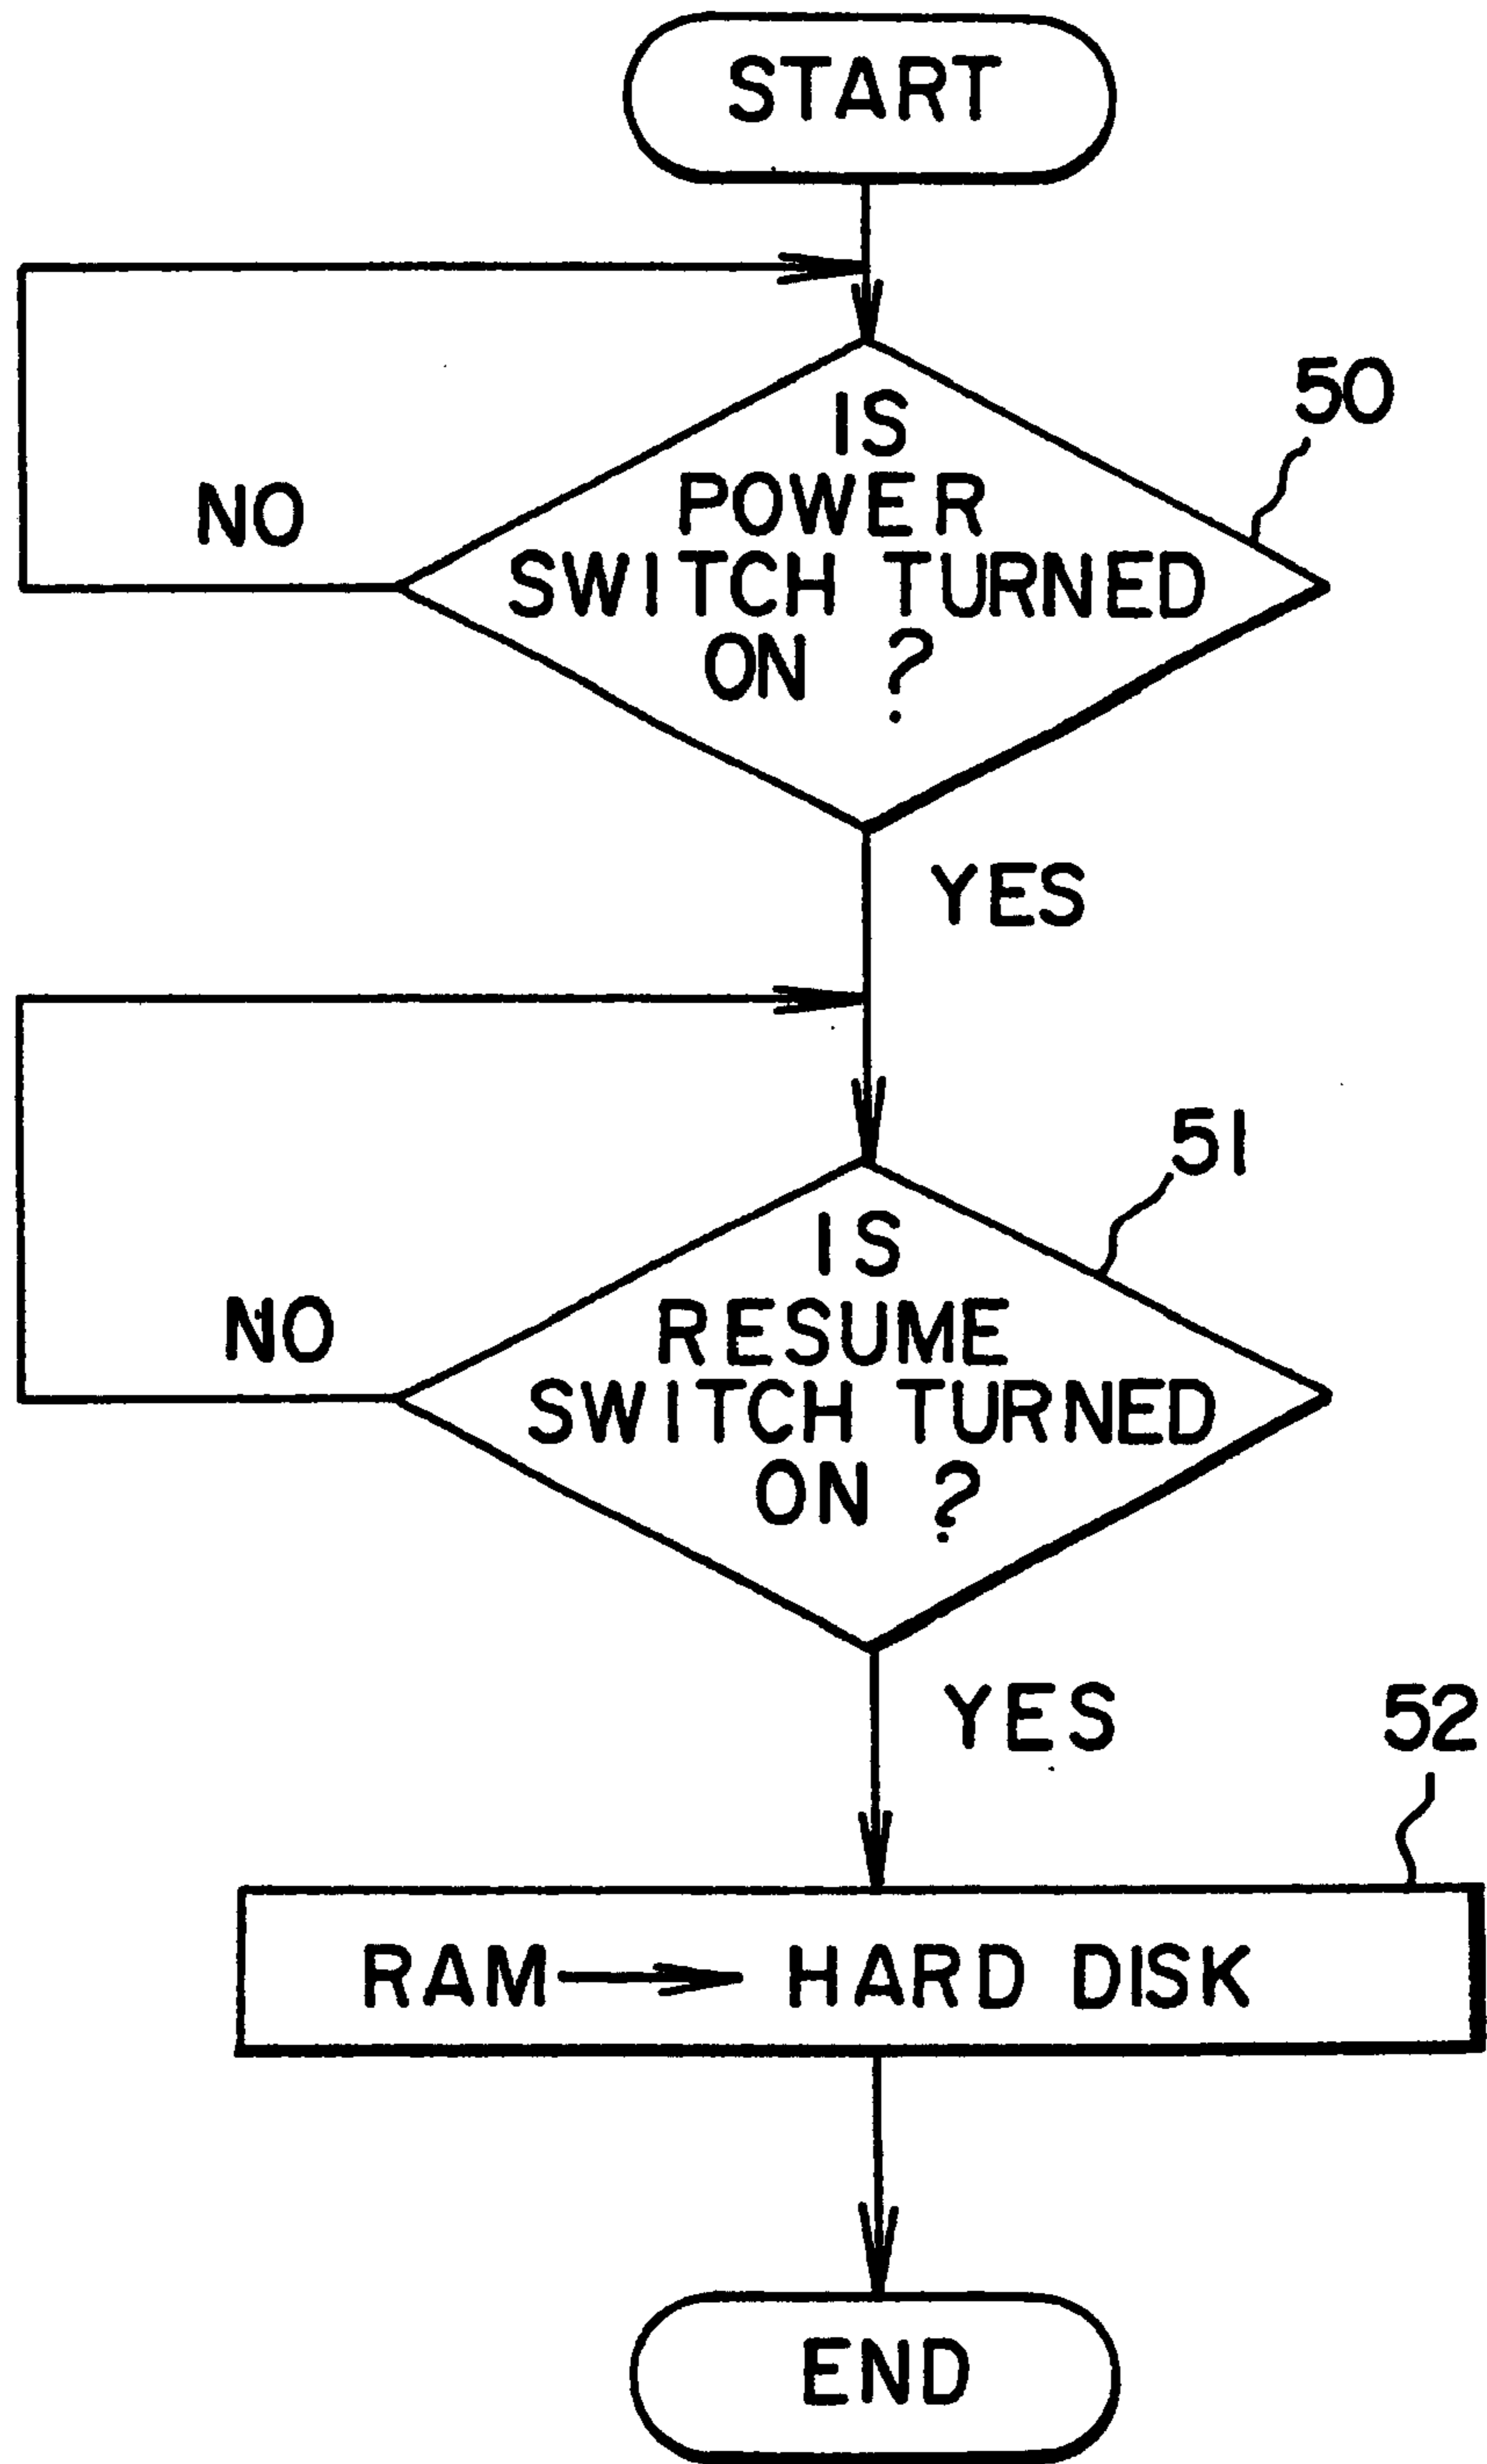 START
50
IS
POWER
SWITCH TURNED
ON ?
NO
YES
51
IS
RESUME
SWITCH TURNED
ON ?
NO
YES
52
RAM → HARD DISK
END